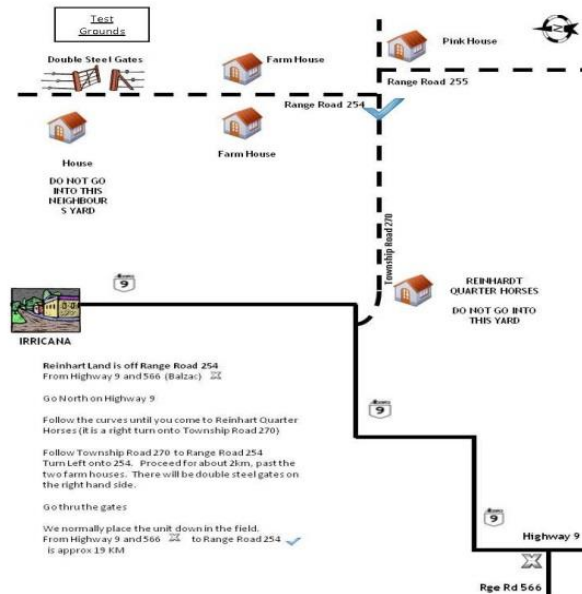 Test
Grounds
Double Steel Gates
Farm House
Pink House
Range Road 255
Range Road 254
House
Farm House
DO NOT GO
INTO THIS
NEIGHBOUR
S YARD
Township Road 270
9
REINHARDT
QUARTER HORSES
DO NOT GO INTO
THIS YARD
IRRICANA
Reinhart Land is off Range Road 254
From Highway 9 and 566 (Balzac)
Go North on Highway 9
Follow the curves until you come to Reinhart Quarter
Horses (it is a right turn onto Township Road 270)
Follow Township Road 270 to Range Road 254
Turn Left onto 254. Proceed for about 2km, past the
two farm houses. There will be double steel gates on
the right hand side.
Go thru the gates
We normally place the unit down in the field.
From Highway 9 and 566 to Range Road 254
is approx 19 KM
9
9
Highway 9
Rge Rd 566